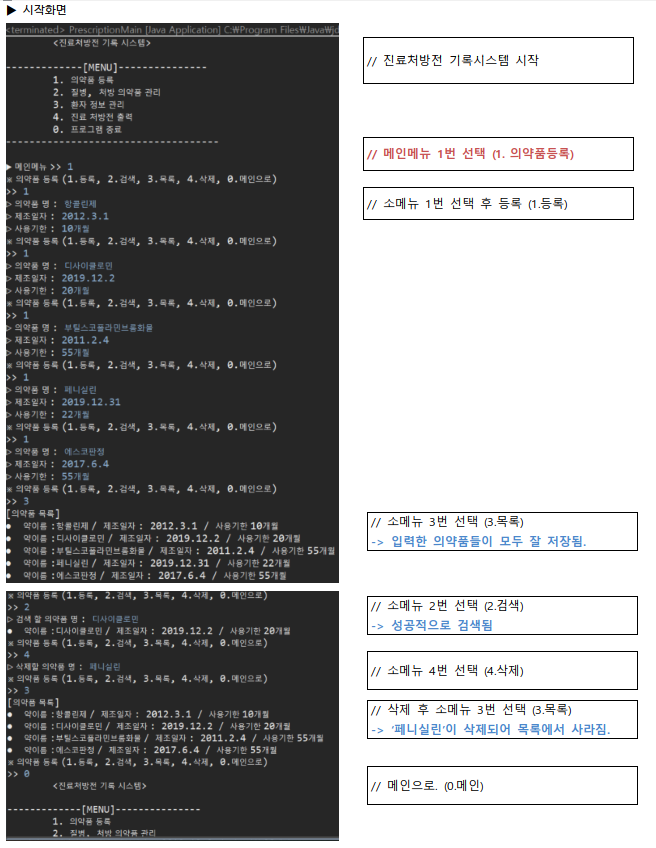 ▶ 시작화면
<terminated> PrescriptionMain [Java Application] C:\Program Files\Java\jd
<진료처방전 기록 시스템>
-------------[MENU]---------------
1. 의약품 등록
2. 질병, 처방 의약품 관리
3. 환자 정보 관리
4. 진료 처방전 출력
0. 프로그램 종료
-----------------------------------
// 진료처방전 기록시스템 시작
▶ 메인메뉴 >> 1
// 메인메뉴 1번 선택 (1. 의약품등록)
※ 의약품 등록(1.등록, 2.검색, 3.목록, 4.삭제, 0.메인으로)
>> 1
// 소메뉴 1번 선택 후 등록 (1.등록)
▷ 의약품 명 : 항콜린제
▷ 제조일자 : 2012.3.1
▷ 사용기한 : 10개월
※ 의약품 등록(1.등록, 2.검색, 3.목록, 4.삭제, 0.메인으로)
>> 1
▷ 의약품 명 : 디사이클로민
▷ 제조일자 : 2019.12.2
▷ 사용기한 : 20개월
※ 의약품 등록(1.등록, 2.검색, 3.목록, 4.삭제, 0.메인으로)
>> 1
▷ 의약품 명 : 부틸스코폴라민브롬화물
▷ 제조일자 : 2011.2.4
▷ 사용기한 : 55개월
※ 의약품 등록(1.등록, 2.검색, 3.목록, 4.삭제, 0.메인으로)
>> 1
▷ 의약품 명 : 페니실린
▷ 제조일자 : 2019.12.31
▷ 사용기한 : 22개월
※ 의약품 등록(1.등록, 2.검색, 3.목록, 4.삭제, 0.메인으로)
>> 1
▷ 의약품 명 : 에스코판정
▷ 제조일자 : 2017.6.4
▷ 사용기한 : 55개월
※ 의약품 등록(1.등록, 2.검색, 3.목록, 4.삭제, 0.메인으로)
>> 3
[의약품 목록]
● 약이름 :항콜린제 / 제조일자 : 2012.3.1 / 사용기한 10개월
● 약이름 :디사이클로민 / 제조일자 : 2019.12.2 / 사용기한 20개월
● 약이름 :부틸스코폴라민브롬화물 / 제조일자 : 2011.2.4 / 사용기한 55개월
● 약이름 :페니실린 / 제조일자 : 2019.12.31 / 사용기한 22개월
● 약이름 :에스코판정 / 제조일자 : 2017.6.4 / 사용기한 55개월
// 소메뉴 3번 선택 (3.목록)
-> 입력한 의약품들이 모두 잘 저장됨.
※ 의약품 등록(1.등록, 2.검색, 3.목록, 4.삭제, 0.메인으로)
>> 2
▷ 검색 할 의약품 명 : 디사이클로민
● 약이름 :디사이클로민 / 제조일자 : 2019.12.2 / 사용기한 20개월
// 소메뉴 2번 선택 (2.검색)
-> 성공적으로 검색됨
※ 의약품 등록(1.등록, 2.검색, 3.목록, 4.삭제, 0.메인으로)
>> 4
▷ 삭제할 의약품 명 : 페니실린
// 소메뉴 4번 선택 (4.삭제)
※ 의약품 등록(1.등록, 2.검색, 3.목록, 4.삭제, 0.메인으로)
>> 3
[의약품 목록]
● 약이름 :항콜린제 / 제조일자 : 2012.3.1 / 사용기한 10개월
● 약이름 :디사이클로민 / 제조일자 : 2019.12.2 / 사용기한 20개월
● 약이름 :부틸스코폴라민브롬화물 / 제조일자 : 2011.2.4 / 사용기한 55개월
● 약이름 :에스코판정 / 제조일자 : 2017.6.4 / 사용기한 55개월
// 삭제 후 소메뉴 3번 선택 (3.목록)
-> '페니실린'이 삭제되어 목록에서 사라짐.
※ 의약품 등록(1.등록, 2.검색, 3.목록, 4.삭제, 0.메인으로)
>> 0
// 메인으로. (0.메인)
<진료처방전 기록 시스템>
-------------[MENU]---------------
1. 의약품 등록
2. 질병, 처방 의약품 관리